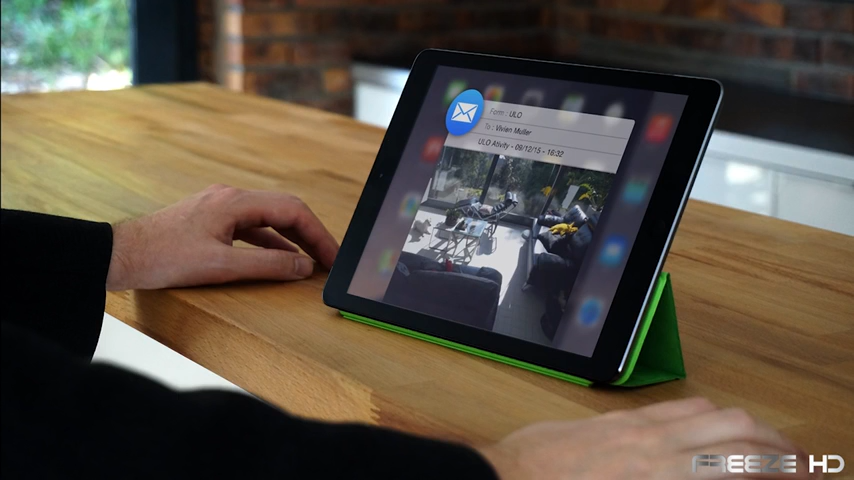 Form : ULO
To : Vivien Muller
ULO Ativity - 09/12/15 - 16:32
FREEZE HD